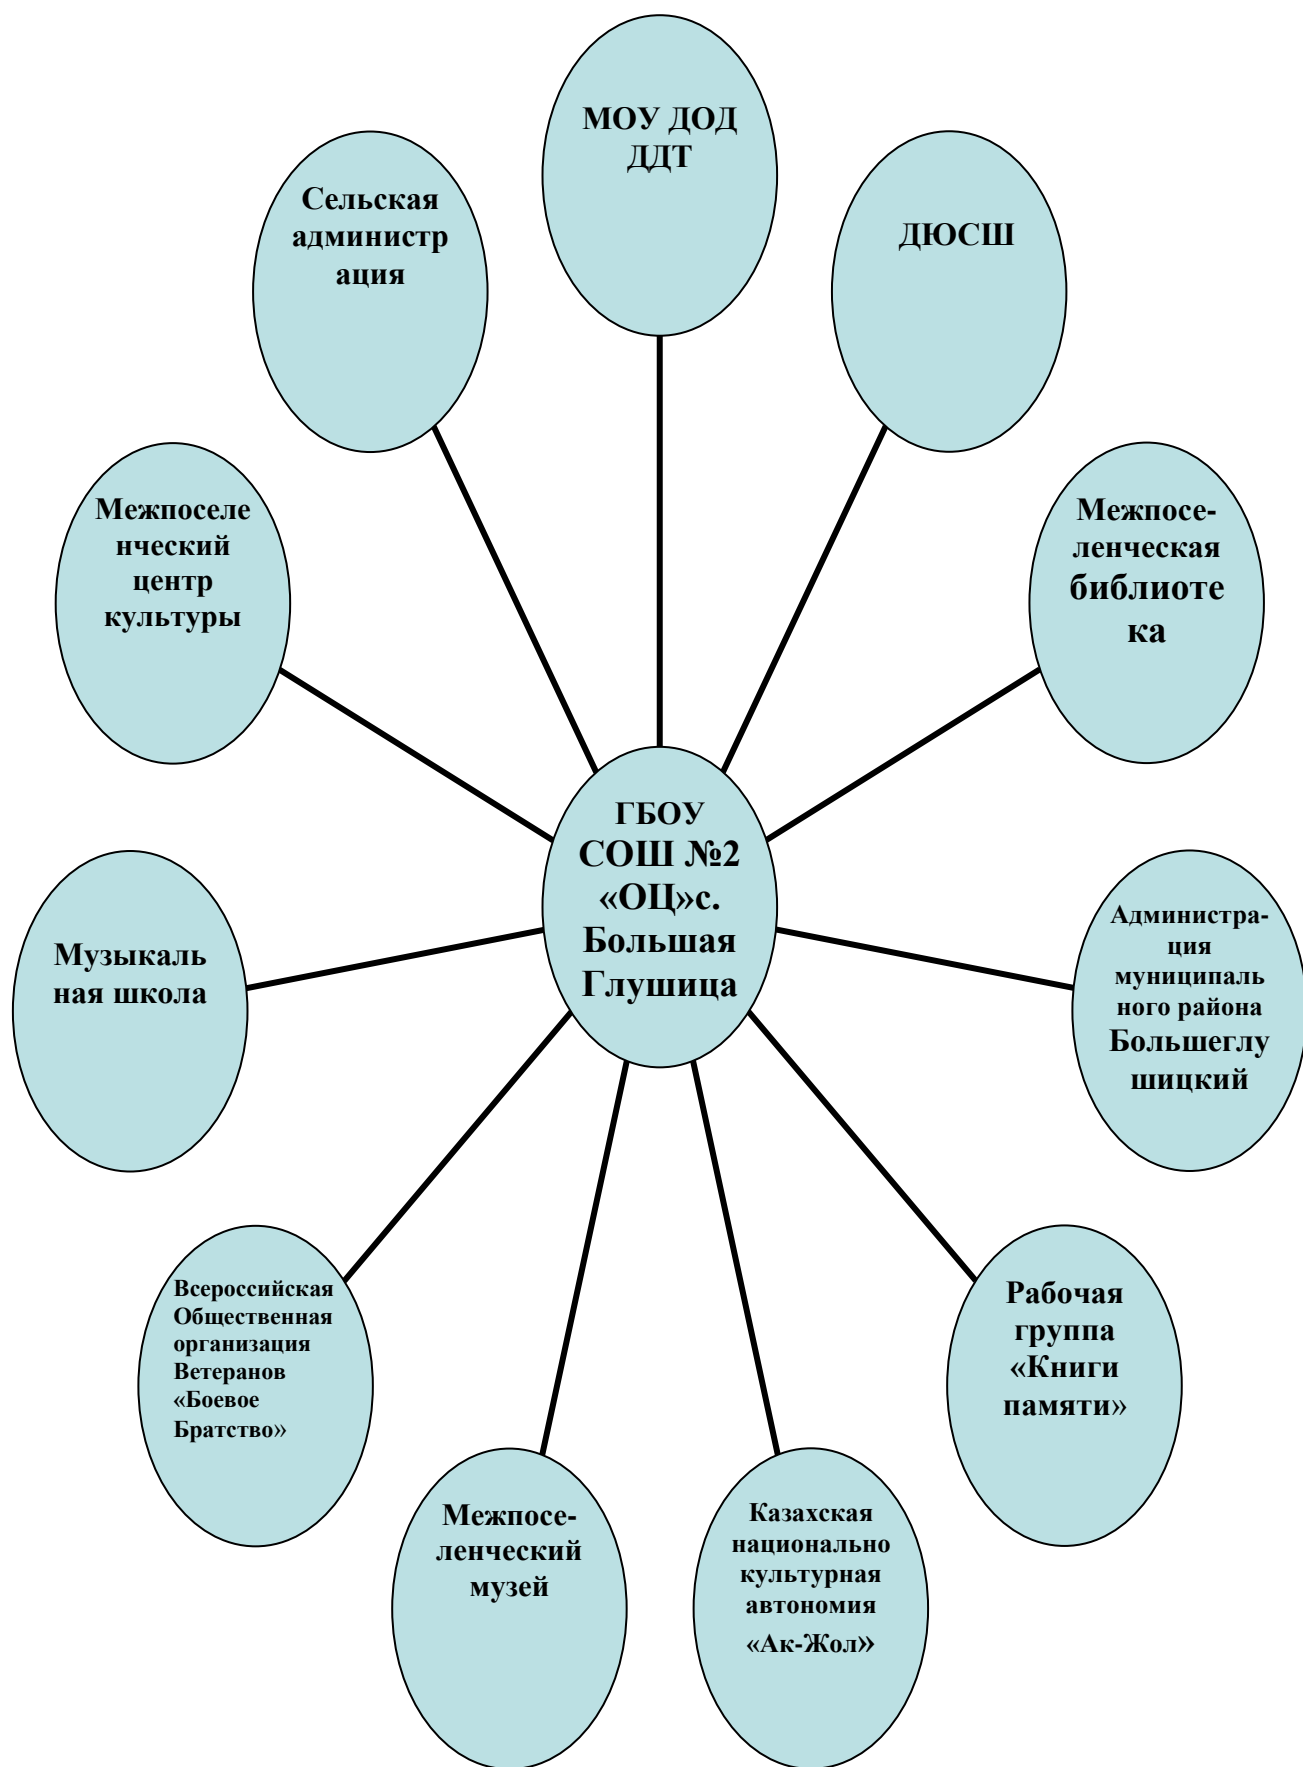 МОУ ДОД
ДДТ
Сельская
администр
ация
ДЮСШ
Межпоселе
нческий
центр
культуры
Межпосе-
ленческая
библиоте
ка
ГБОУ
СОШ №2
«ОЦ»с.
Большая
Глушица
Музыкаль
ная школа
Администра-
ция
муниципаль
ного района
Большеглу
шицкий
Всероссийская
Общественная
организация
Ветеранов
«Боевое
Братство»
Рабочая
группа
«Книги
памяти»
Межпосе-
ленческий
музей
Казахская
национально
культурная
автономия
«Ак-Жол»